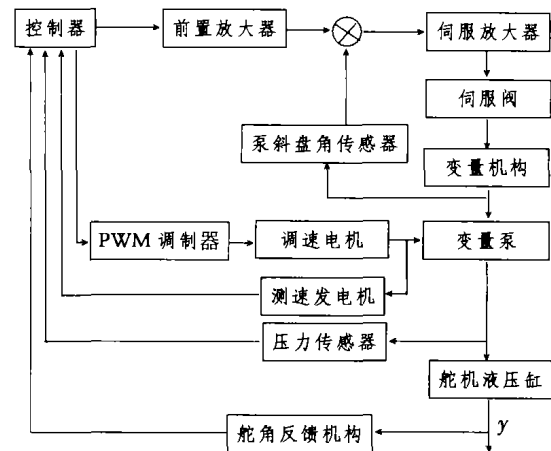 控制器
前置放大器
伺服放大器
伺服阀
泵斜盘角传感器
变量机构
PWM 调制器
调速电机
变量泵
测速发电机
压力传感器
舵机液压缸
舵角反馈机构
y